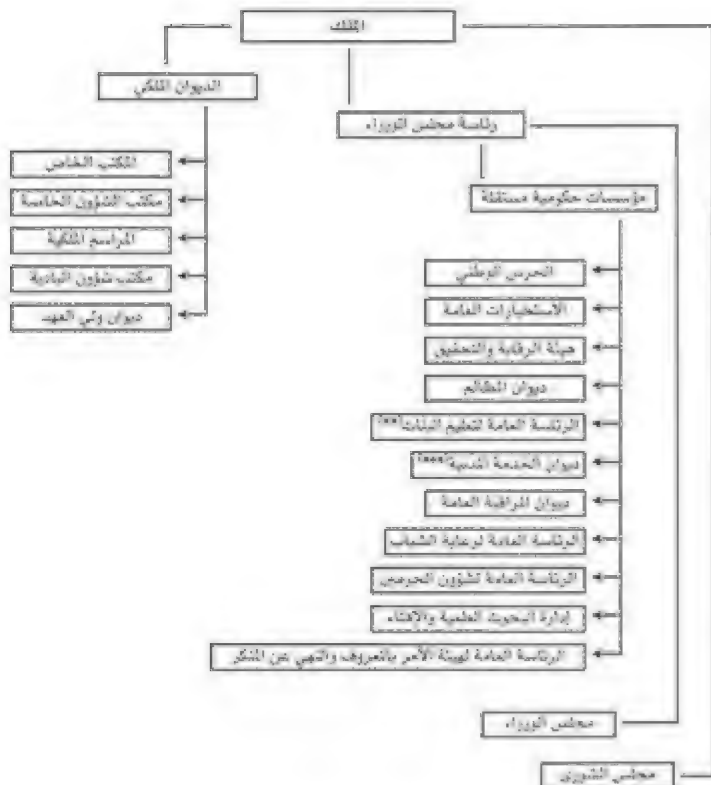 الملك
الديوان الملكي
رئاسة مجلس الوزراء
المكتب الخاص
مكتب الشؤون الخاصة
المراسم الملكية
مكتب شؤون البادية
ديوان ولي العهد
مؤسسات حكومية مستقلة
الحرس الوطني
الاستخبارات العامة
هيئة الرقابة والتحقيق
ديوان المظالم
الرئاسة العامة لتعليم البنات(**)
ديوان الخدمة المدنية(***)
ديوان المراقبة العامة
الرئاسة العامة لرعاية الشباب
الرئاسة العامة لشؤون الحرمين
إدارة البحوث العلمية والإفتاء
الرئاسة العامة لهيئة الأمر بالمعروف والنهي عن المنكر
مجلس الوزراء
مجلس الشورى